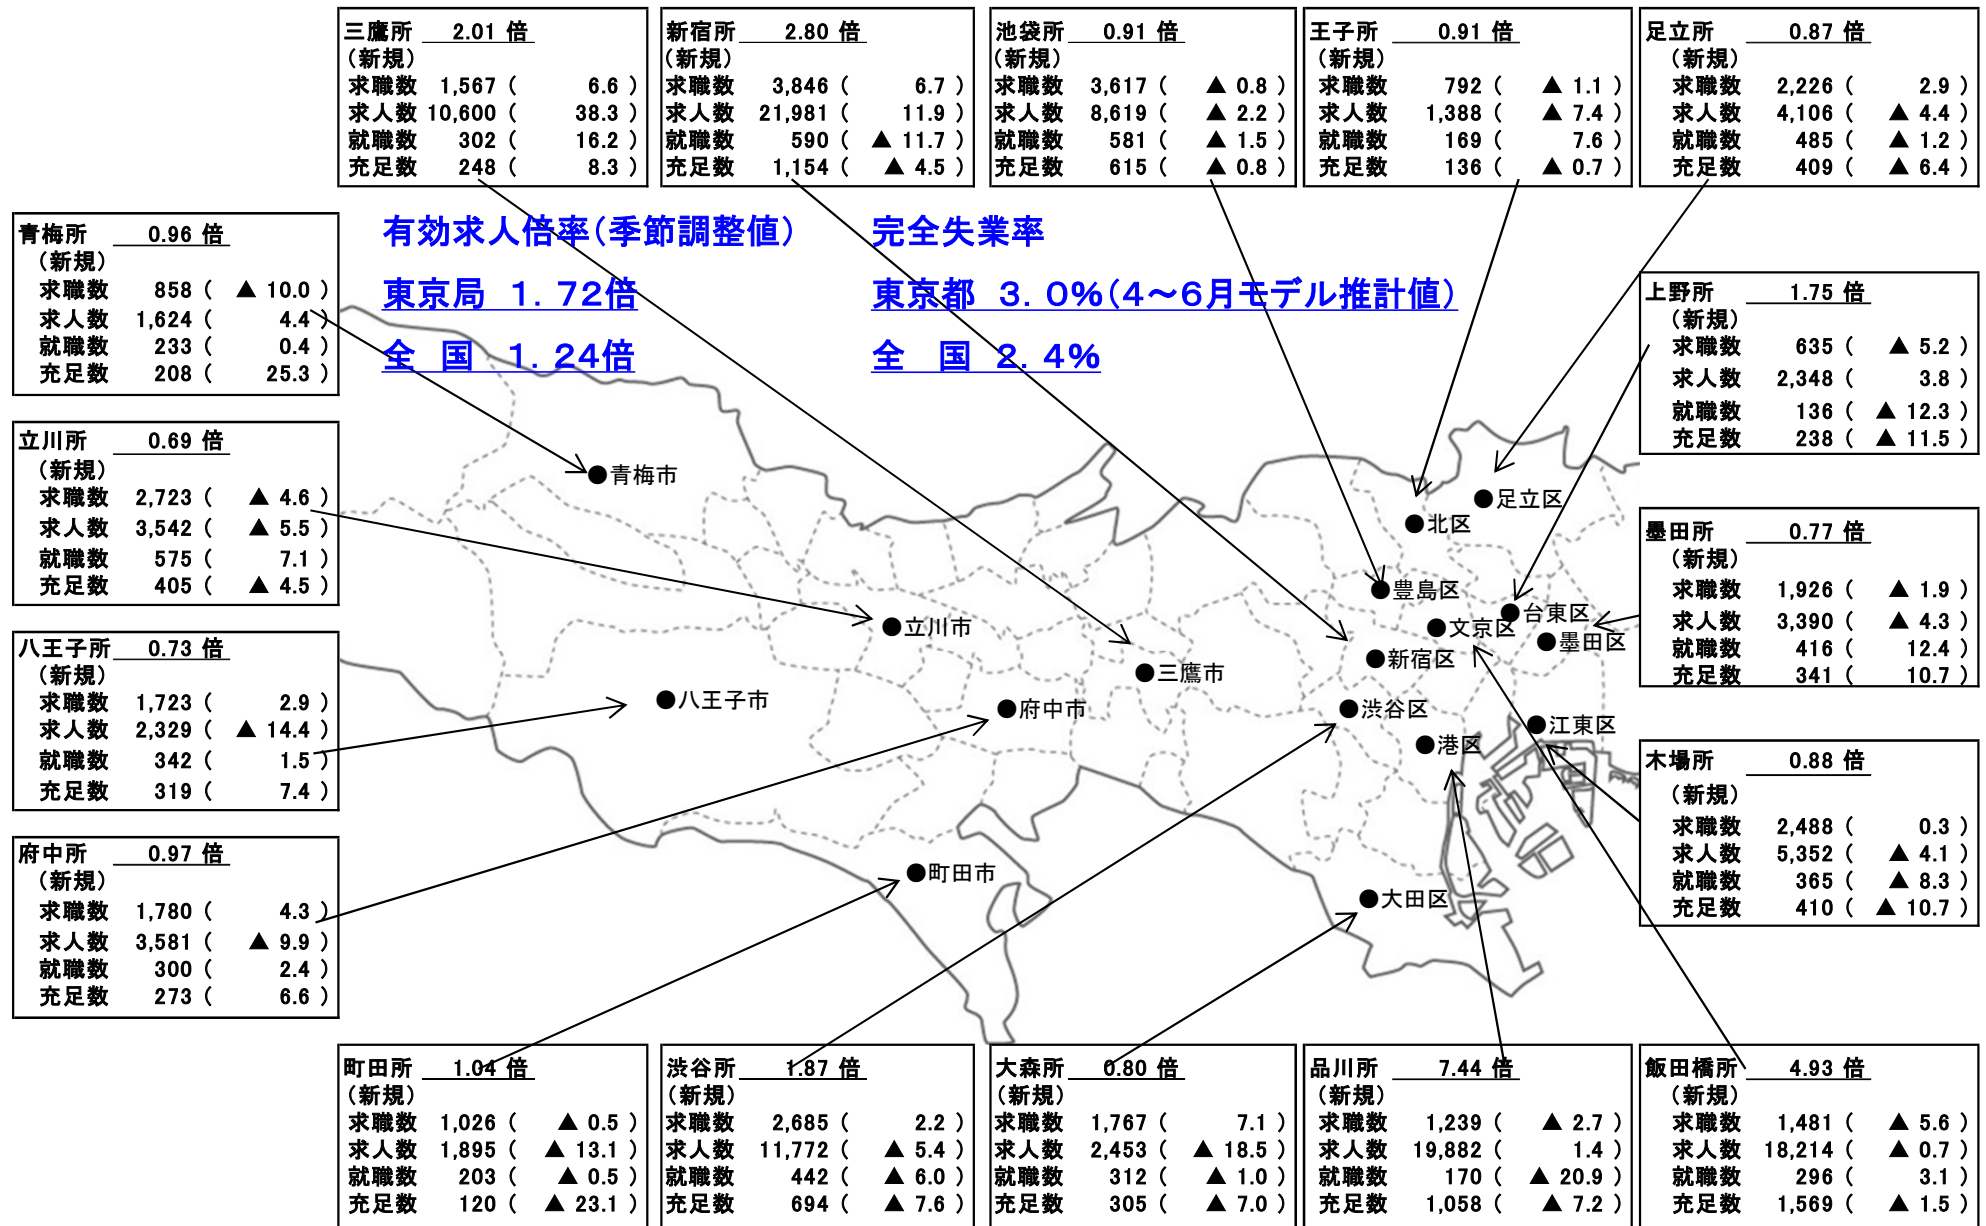 三鷹所 2.01 倍
(新規)
求職数 1,567 ( 6.6 )
求人数 10,600 ( 38.3 )
就職数 302 ( 16.2 )
充足数 248 ( 8.3 )
新宿所 2.80 倍
(新規)
求職数 3,846 ( 6.7 )
求人数 21,981 ( 11.9 )
就職数 590 ( ▲ 11.7 )
充足数 1,154 ( ▲ 4.5 )
池袋所 0.91 倍
(新規)
求職数 3,617 ( ▲ 0.8 )
求人数 8,619 ( ▲ 2.2 )
就職数 581 ( ▲ 1.5 )
充足数 615 ( ▲ 0.8 )
王子所 0.91 倍
(新規)
求職数 792 ( ▲ 1.1 )
求人数 1,388 ( ▲ 7.4 )
就職数 169 ( 7.6 )
充足数 136 ( ▲ 0.7 )
足立所 0.87 倍
(新規)
求職数 2,226 ( 2.9 )
求人数 4,106 ( ▲ 4.4 )
就職数 485 ( ▲ 1.2 )
充足数 409 ( ▲ 6.4 )
有効求人倍率(季節調整値)
東京局 1.72倍
全 国 1.24倍
完全失業率
東京都 3.0%(4～6月モデル推計値)
全 国 2.4%
青梅所 0.96 倍
(新規)
求職数 858 ( ▲ 10.0 )
求人数 1,624 ( 4.4 )
就職数 233 ( 0.4 )
充足数 208 ( 25.3 )
立川所 0.69 倍
(新規)
求職数 2,723 ( ▲ 4.6 )
求人数 3,542 ( ▲ 5.5 )
就職数 575 ( 7.1 )
充足数 405 ( ▲ 4.5 )
八王子所 0.73 倍
(新規)
求職数 1,723 ( 2.9 )
求人数 2,329 ( ▲ 14.4 )
就職数 342 ( 1.5 )
充足数 319 ( 7.4 )
府中所 0.97 倍
(新規)
求職数 1,780 ( 4.3 )
求人数 3,581 ( ▲ 9.9 )
就職数 300 ( 2.4 )
充足数 273 ( 6.6 )
青梅市
立川市
八王子市
府中市
三鷹市
町田市
足立区
北区
豊島区
台東区
文京区
墨田区
新宿区
渋谷区
江東区
港区
大田区
上野所 1.75 倍
(新規)
求職数 635 ( ▲ 5.2 )
求人数 2,348 ( 3.8 )
就職数 136 ( ▲ 12.3 )
充足数 238 ( ▲ 11.5 )
墨田所 0.77 倍
(新規)
求職数 1,926 ( ▲ 1.9 )
求人数 3,390 ( ▲ 4.3 )
就職数 416 ( 12.4 )
充足数 341 ( 10.7 )
木場所 0.88 倍
(新規)
求職数 2,488 ( 0.3 )
求人数 5,352 ( ▲ 4.1 )
就職数 365 ( ▲ 8.3 )
充足数 410 ( ▲ 10.7 )
町田所 1.04 倍
(新規)
求職数 1,026 ( ▲ 0.5 )
求人数 1,895 ( ▲ 13.1 )
就職数 203 ( ▲ 0.5 )
充足数 120 ( ▲ 23.1 )
渋谷所 1.87 倍
(新規)
求職数 2,685 ( 2.2 )
求人数 11,772 ( ▲ 5.4 )
就職数 442 ( ▲ 6.0 )
充足数 694 ( ▲ 7.6 )
大森所 0.80 倍
(新規)
求職数 1,767 ( 7.1 )
求人数 2,453 ( ▲ 18.5 )
就職数 312 ( ▲ 1.0 )
充足数 305 ( ▲ 7.0 )
品川所 7.44 倍
(新規)
求職数 1,239 ( ▲ 2.7 )
求人数 19,882 ( 1.4 )
就職数 170 ( ▲ 20.9 )
充足数 1,058 ( ▲ 7.2 )
飯田橋所 4.93 倍
(新規)
求職数 1,481 ( ▲ 5.6 )
求人数 18,214 ( ▲ 0.7 )
就職数 296 ( 3.1 )
充足数 1,569 ( ▲ 1.5 )